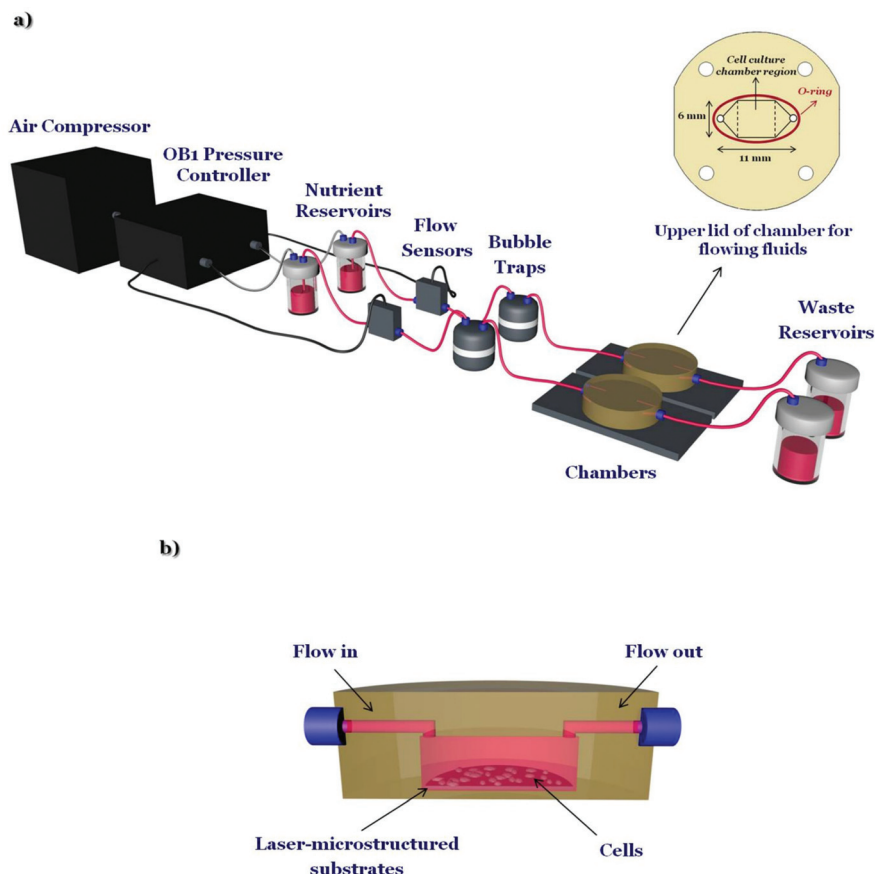 a)
Air Compressor
OB1 Pressure
Controller
Nutrient
Reservoirs
Flow
Sensors
Bubble
Traps
Cell culture
chamber region
O-ring
6 mm
11 mm
Upper lid of chamber for
flowing fluids
Waste
Reservoirs
Chambers
b)
Flow in
Flow out
Laser-microstructured
substrates
Cells